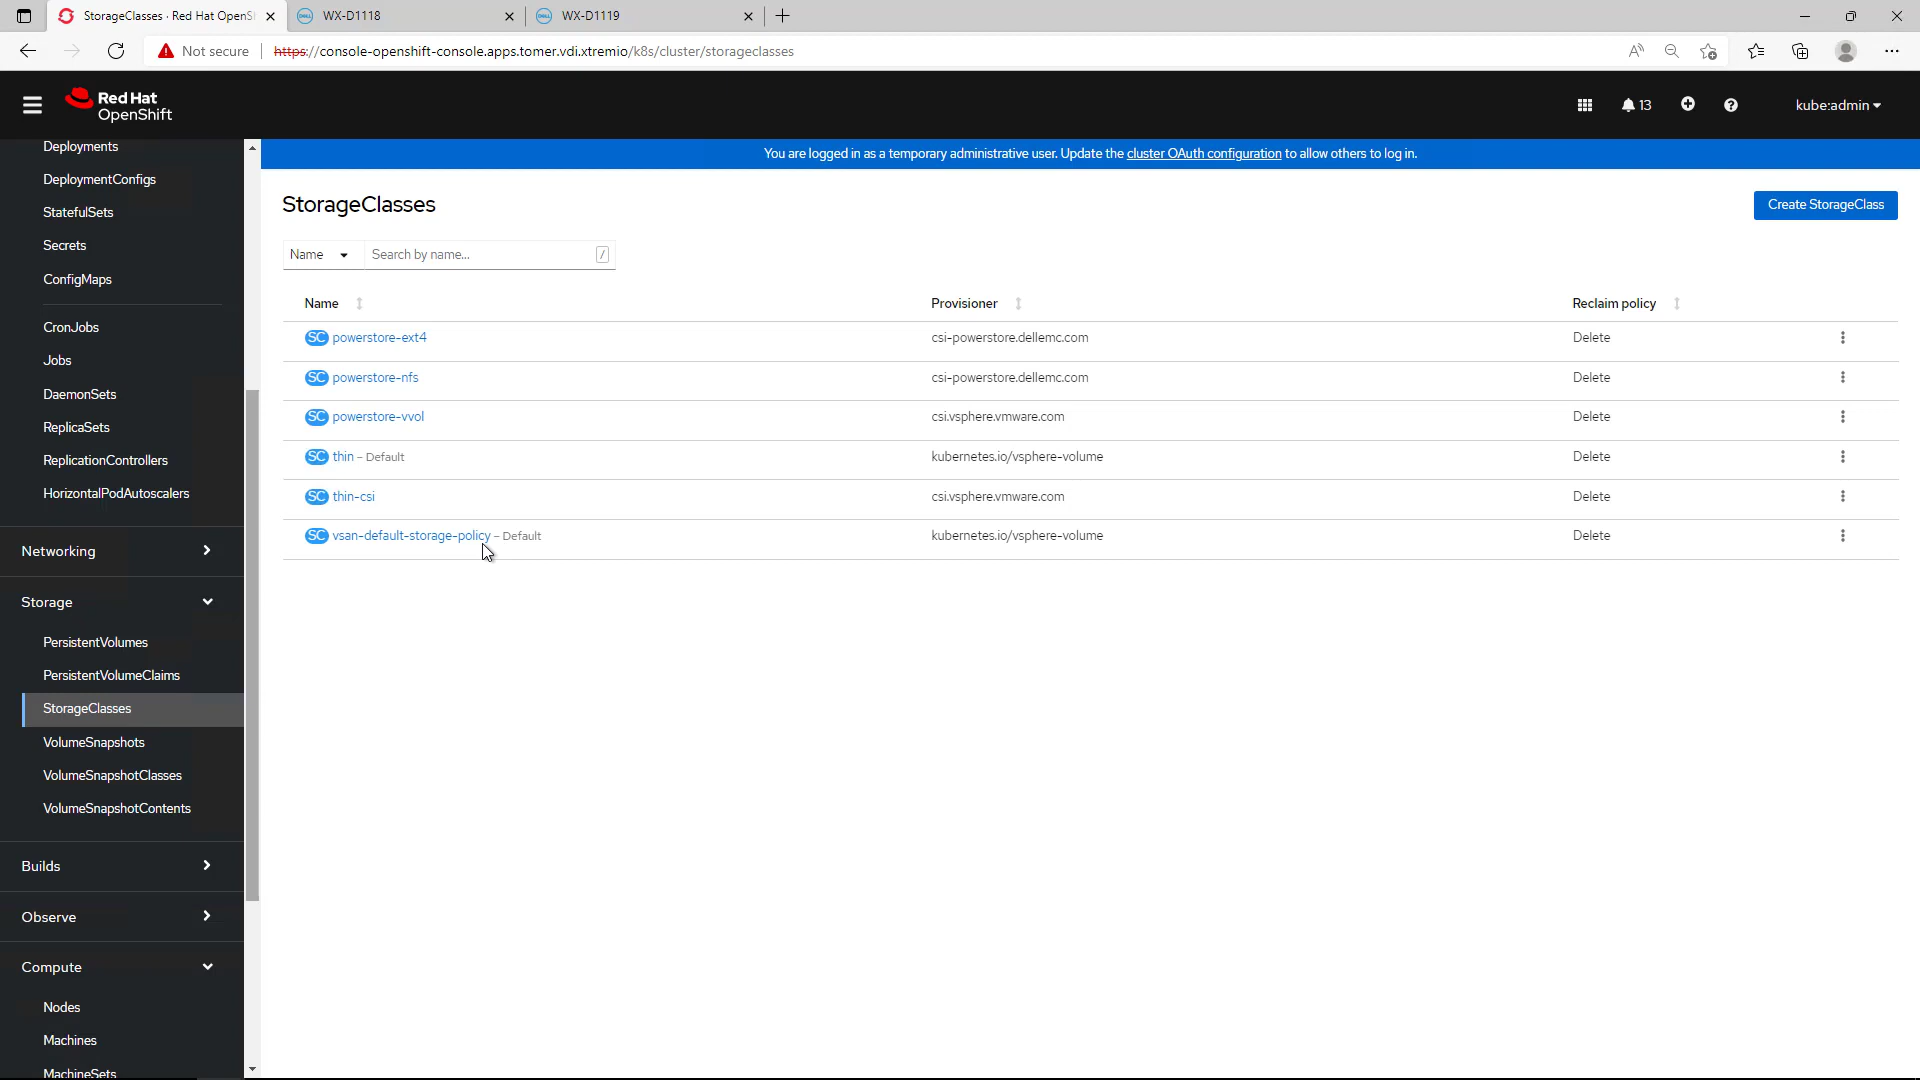 StorageClasses · Red Hat OpenS
WX-D1118
WX-D1119
Not secure
https://console-openshift-console.apps.tomer.vdi.xtremio/k8s/cluster/storageclasses
Red Hat
OpenShift
13
kube:admin
You are logged in as a temporary administrative user. Update the cluster OAuth configuration to allow others to log in.
Deployments
DeploymentConfigs
StatefulSets
Secrets
ConfigMaps
CronJobs
Jobs
DaemonSets
ReplicaSets
ReplicationControllers
HorizontalPodAutoscalers
Networking
Storage
PersistentVolumes
PersistentVolumeClaims
StorageClasses
VolumeSnapshots
VolumeSnapshotClasses
VolumeSnapshotContents
Builds
Observe
Compute
Nodes
Machines
MachineSets
StorageClasses
Create StorageClass
Name Search by name... /
Name Provisioner Reclaim policy
SC powerstore-ext4 csi-powerstore.dellemc.com Delete
SC powerstore-nfs csi-powerstore.dellemc.com Delete
SC powerstore-vvol csi.vsphere.vmware.com Delete
SC thin – Default kubernetes.io/vsphere-volume Delete
SC thin-csi csi.vsphere.vmware.com Delete
SC vsan-default-storage-policy – Default kubernetes.io/vsphere-volume Delete